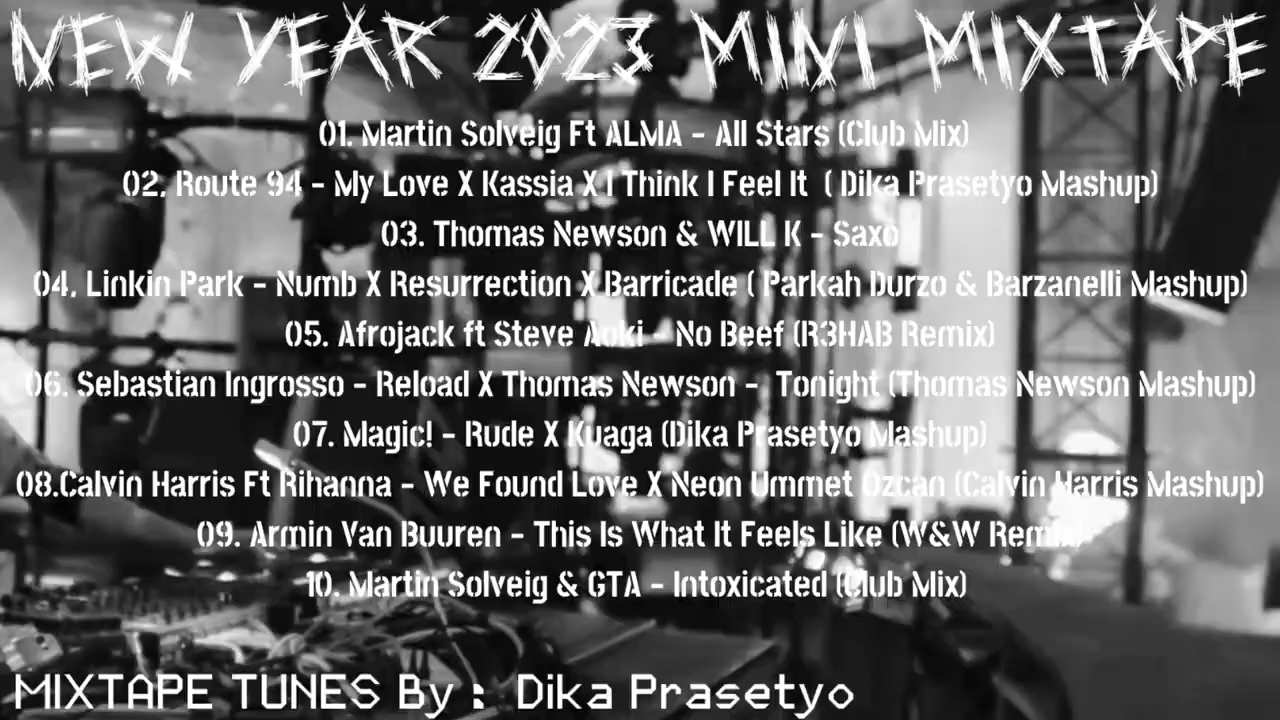 NEW YEAR 2023 MINI MIXTAPE
01. Martin Solveig Ft ALMA - All Stars (Club Mix)
02. Route 94 - My Love X Kassia X I Think I Feel It ( Dika Prasetyo Mashup)
03. Thomas Newson & WILL K - Saxo
04. Linkin Park - Numb X Resurrection X Barricade ( Parkah Durzo & Barzanelli Mashup)
05. Afrojack ft Steve Aoki - No Beef (R3HAB Remix)
06. Sebastian Ingrosso - Reload X Thomas Newson - Tonight (Thomas Newson Mashup)
07. Magic! - Rude X Kuaga (Dika Prasetyo Mashup)
08.Calvin Harris Ft Rihanna - We Found Love X Neon Ummet Ozcan (Calvin Harris Mashup)
09. Armin Van Buuren - This Is What It Feels Like (W&W Remix)
10. Martin Solveig & GTA - Intoxicated (Club Mix)
MIXTAPE TUNES By : Dika Prasetyo